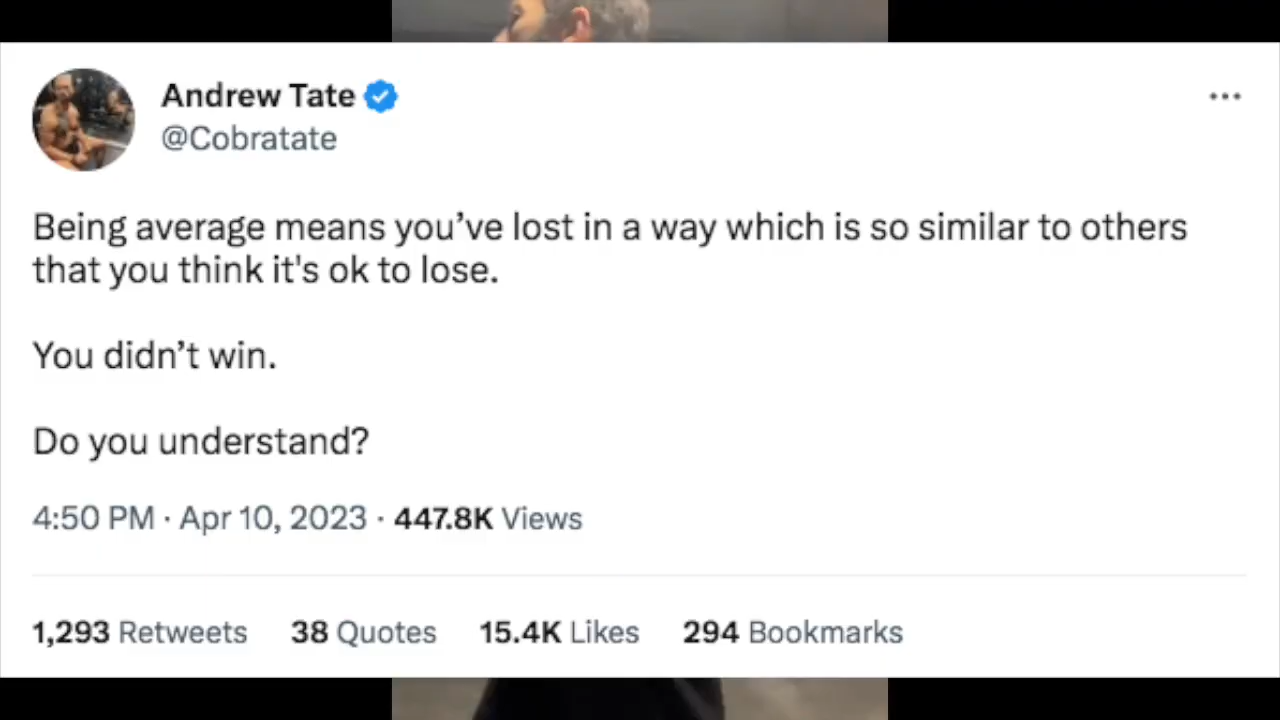 Andrew Tate
@Cobratate
Being average means you’ve lost in a way which is so similar to others
that you think it's ok to lose.
You didn’t win.
Do you understand?
4:50 PM · Apr 10, 2023 · 447.8K Views
1,293 Retweets 38 Quotes 15.4K Likes 294 Bookmarks